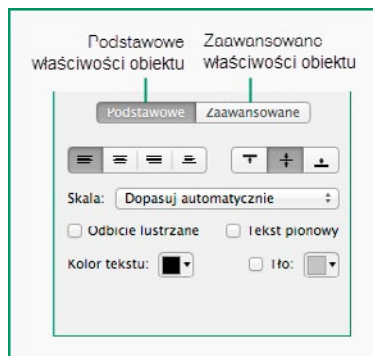 Podstawowe Zaawansowane
właściwości obiektu właściwości obiektu
Podstawowe Zaawansowane
Skala: Dopasuj automatycznie
Odbicie lustrzane Tekst pionowy
Kolor tekstu: Tło: